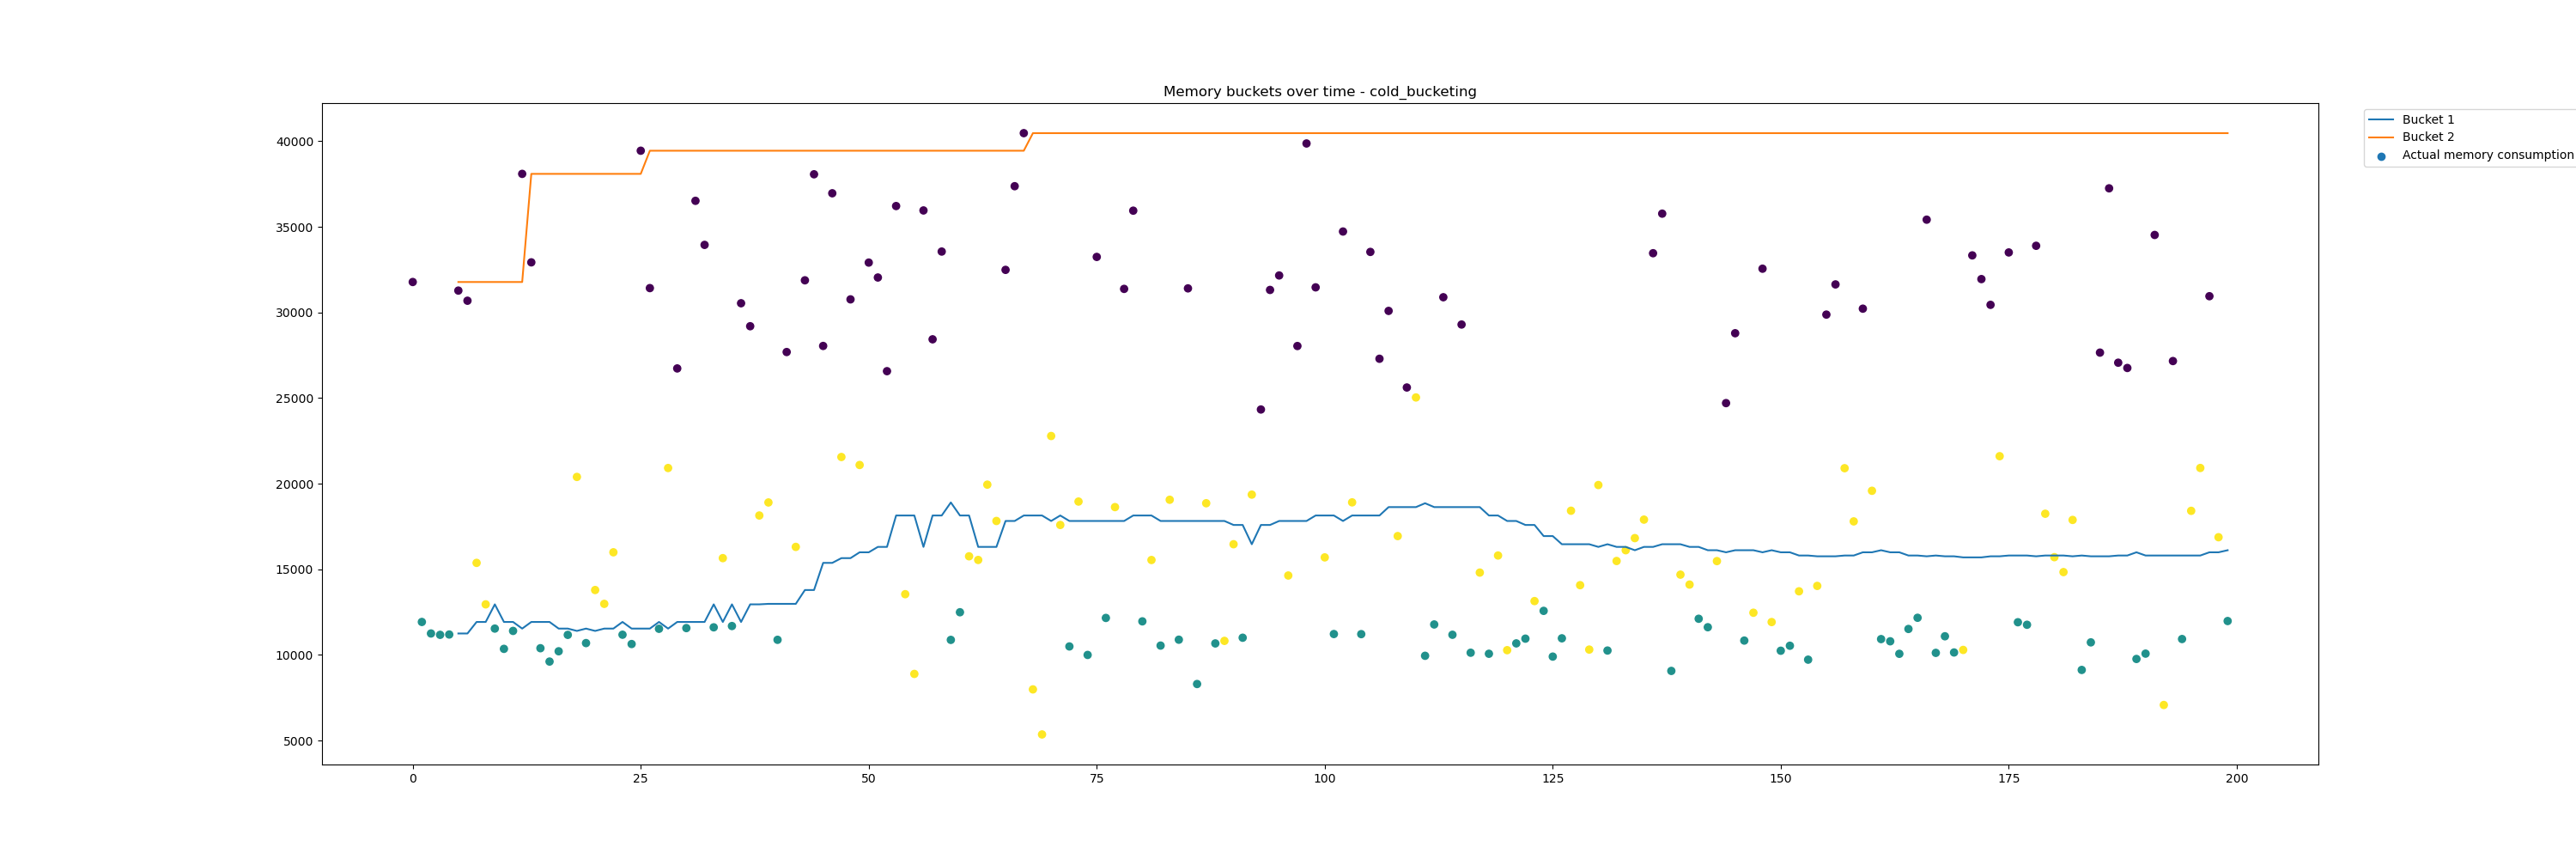 Memory buckets over time - cold_bucketing
40000
35000
30000
25000
20000
15000
10000
5000
0 25 50 75 100 125 150 175 200
Bucket 1
Bucket 2
Actual memory consumption